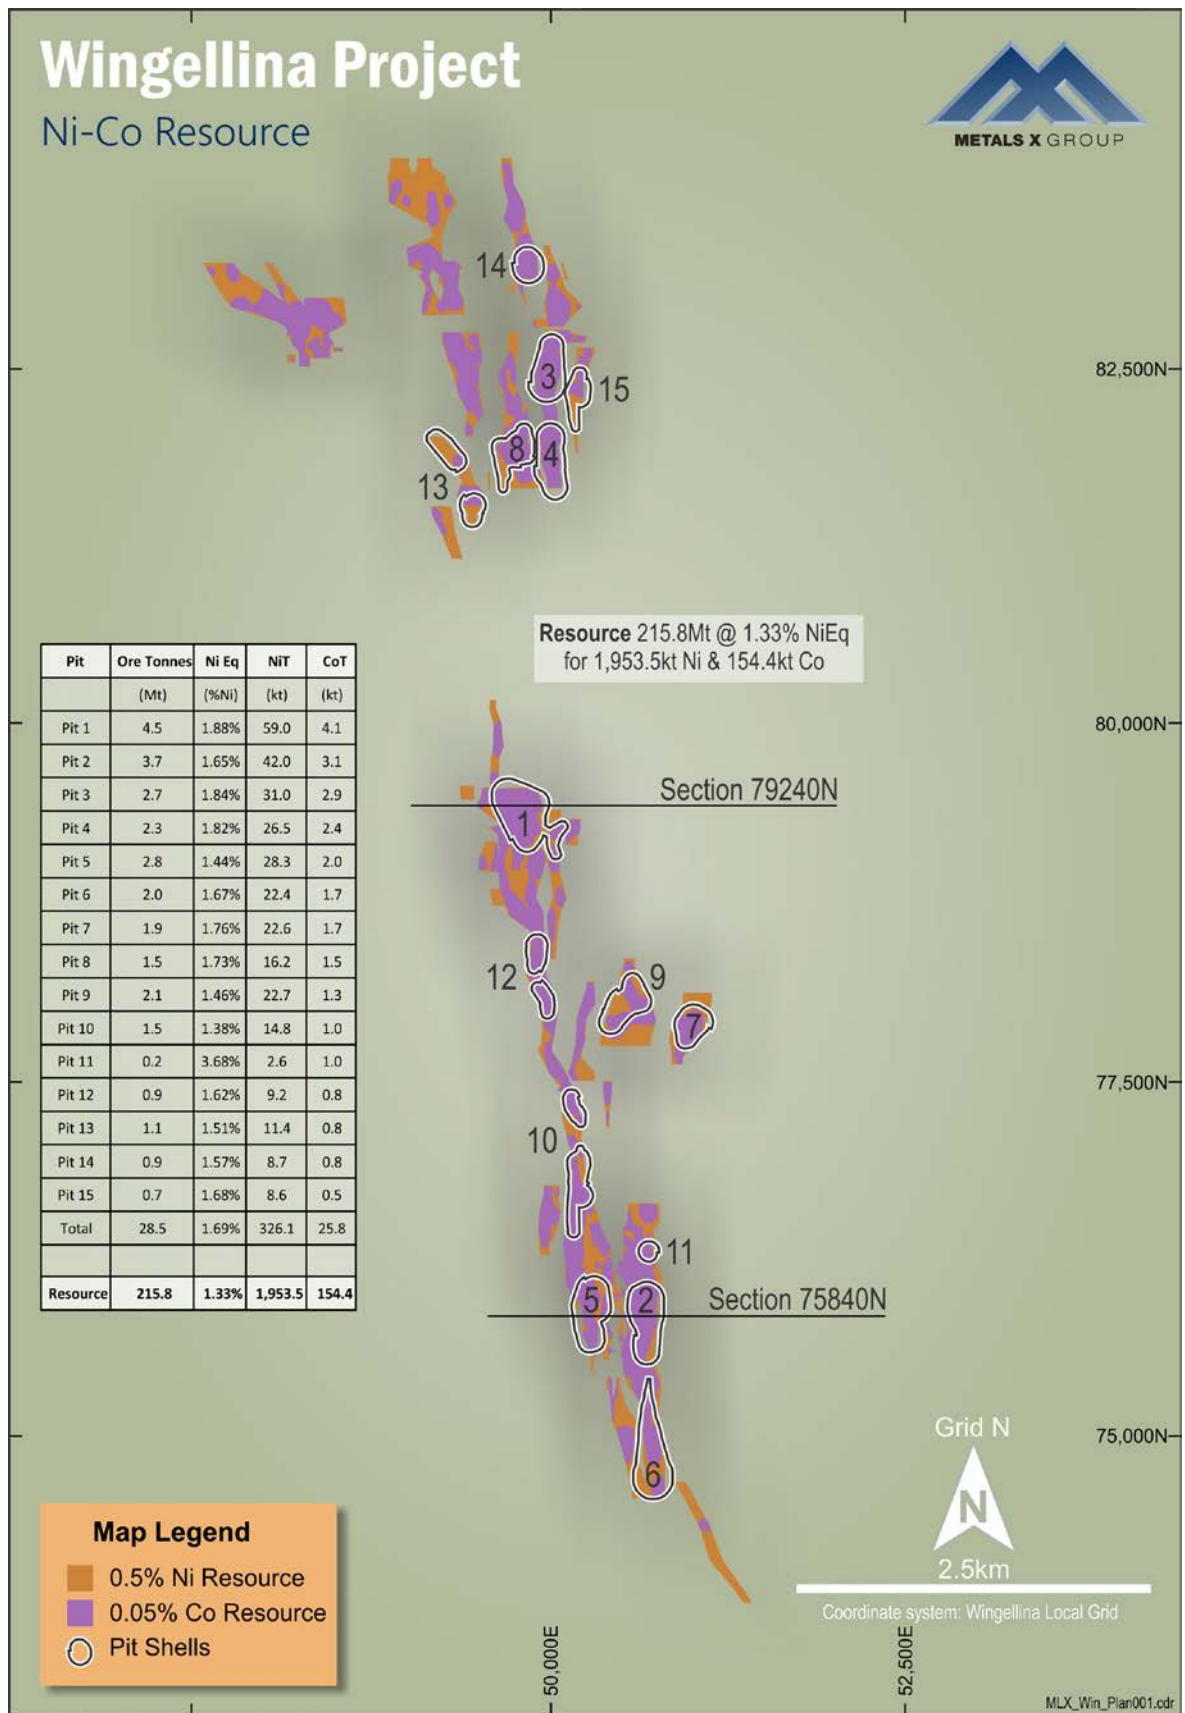 Wingellina Project
Ni-Co Resource
METALS X GROUP
14
3
15
82,500N
8
4
13
Resource 215.8Mt @ 1.33% NiEq
for 1,953.5kt Ni & 154.4kt Co
Pit Ore Tonnes Ni Eq NiT CoT
(Mt) (%Ni) (kt) (kt)
Pit 1 4.5 1.88% 59.0 4.1
Pit 2 3.7 1.65% 42.0 3.1
Pit 3 2.7 1.84% 31.0 2.9
Pit 4 2.3 1.82% 26.5 2.4
Pit 5 2.8 1.44% 28.3 2.0
Pit 6 2.0 1.67% 22.4 1.7
Pit 7 1.9 1.76% 22.6 1.7
Pit 8 1.5 1.73% 16.2 1.5
Pit 9 2.1 1.46% 22.7 1.3
Pit 10 1.5 1.38% 14.8 1.0
Pit 11 0.2 3.68% 2.6 1.0
Pit 12 0.9 1.62% 9.2 0.8
Pit 13 1.1 1.51% 11.4 0.8
Pit 14 0.9 1.57% 8.7 0.8
Pit 15 0.7 1.68% 8.6 0.5
Total 28.5 1.69% 326.1 25.8
Resource 215.8 1.33% 1,953.5 154.4
80,000N
Section 79240N
1
12
9
7
77,500N
10
11
5
2
Section 75840N
75,000N
6
Grid N
N
2.5km
Coordinate system: Wingellina Local Grid
Map Legend
0.5% Ni Resource
0.05% Co Resource
Pit Shells
50,000E
52,500E
MLX_Win_Plan001.cdr